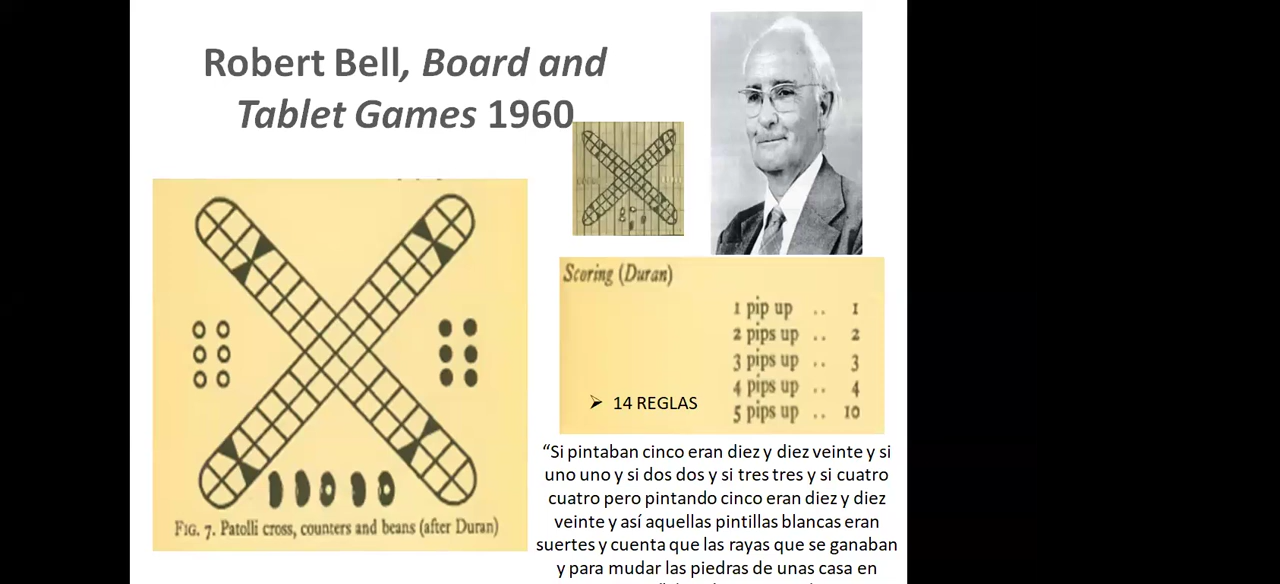 Robert Bell, Board and
Tablet Games 1960
FIG. 7. Patolli cross, counters and beans (after Duran)
Scoring (Duran)
1 pip up .. 1
2 pips up .. 2
3 pips up .. 3
4 pips up .. 4
5 pips up .. 10
➢ 14 REGLAS
“Si pintaban cinco eran diez y diez veinte y si
uno uno y si dos dos y si tres tres y si cuatro
cuatro pero pintando cinco eran diez y diez
veinte y así aquellas pintillas blancas eran
suertes y cuenta que las rayas que se ganaban
y para mudar las piedras de unas casa en